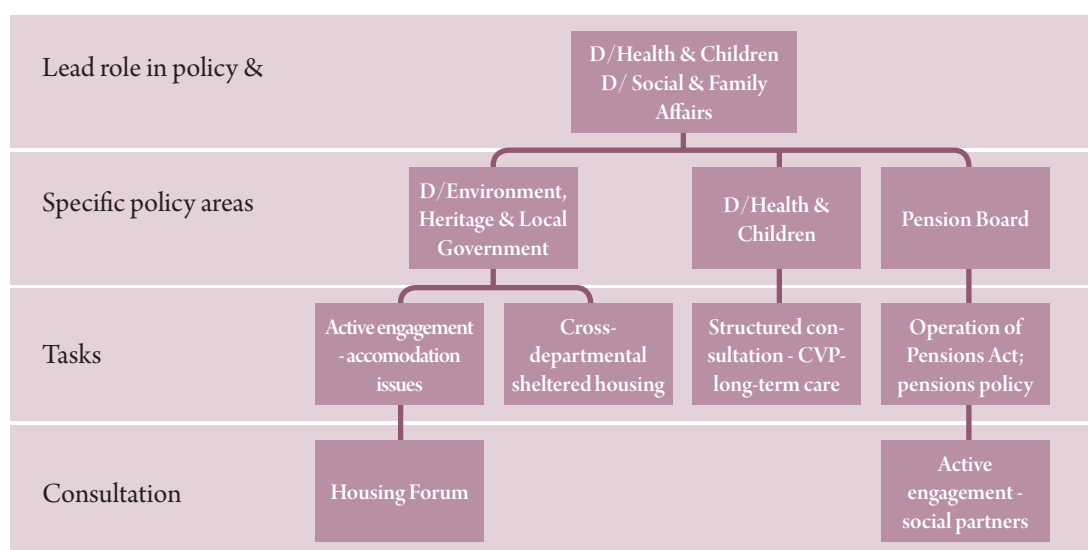 Lead role in policy &
D/Health & Children
D/ Social & Family
Affairs
Specific policy areas
D/Environment,
Heritage & Local
Government
D/Health &
Children
Pension Board
Tasks
Active engagement
- accomodation
issues
Cross-
departmental
sheltered housing
Structured con-
sultation - CVP-
long-term care
Operation of
Pensions Act;
pensions policy
Consultation
Housing Forum
Active
engagement -
social partners